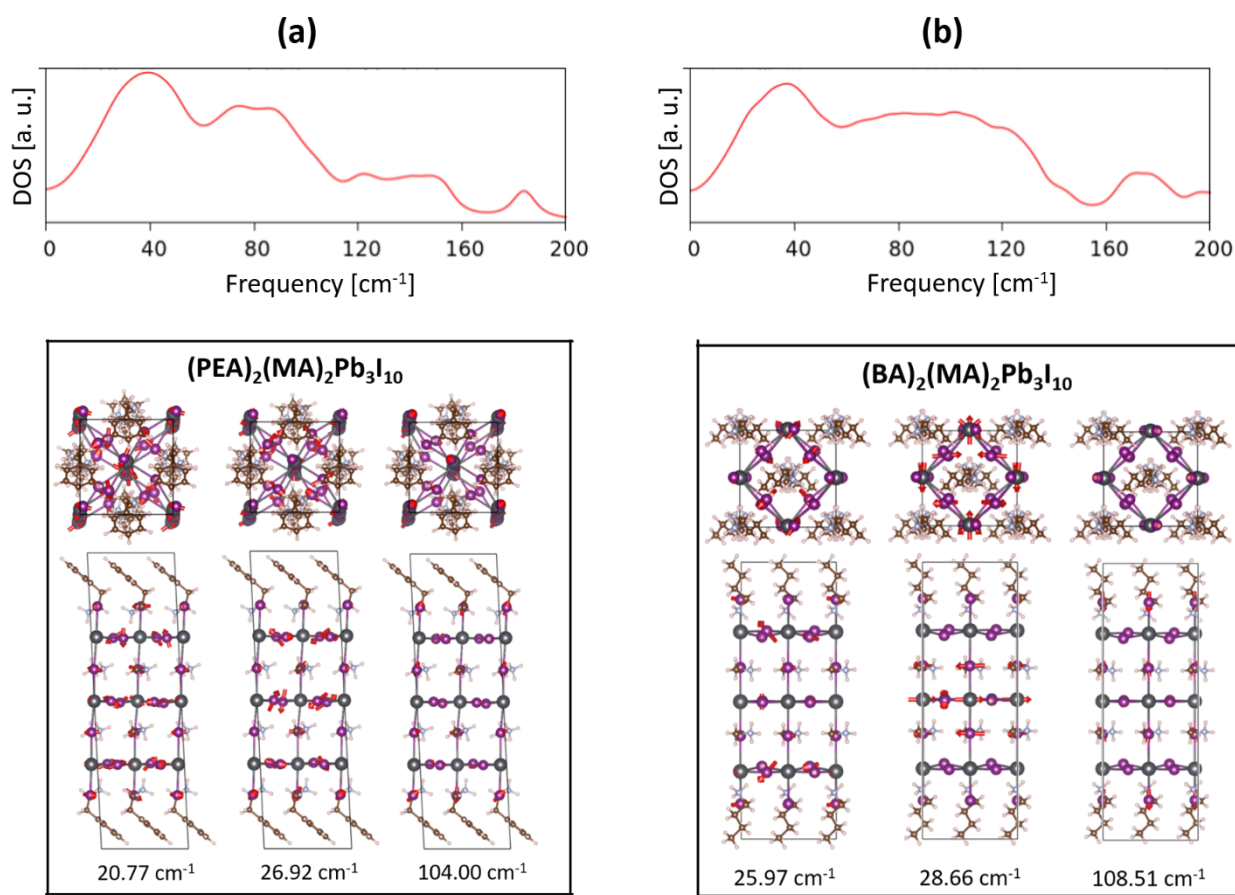 (a)
DOS [a. u.]
0 40 80 120 160 200
Frequency [cm⁻¹]
(b)
DOS [a. u.]
0 40 80 120 160 200
Frequency [cm⁻¹]
(PEA)₂(MA)₂Pb₃I₁₀
20.77 cm⁻¹ 26.92 cm⁻¹ 104.00 cm⁻¹
(BA)₂(MA)₂Pb₃I₁₀
25.97 cm⁻¹ 28.66 cm⁻¹ 108.51 cm⁻¹